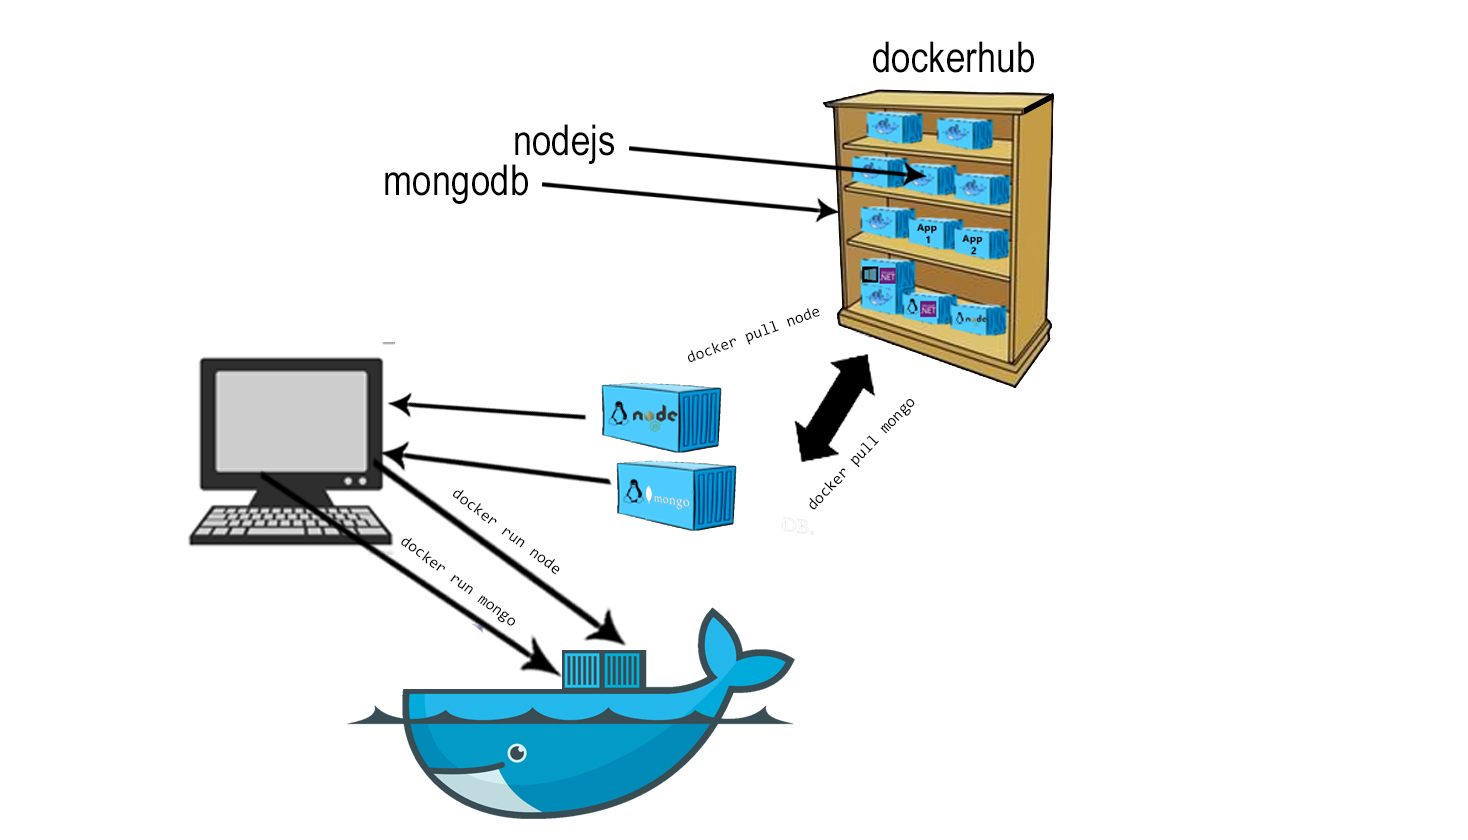 dockerhub
nodejs
mongodb
App
1
App
2
NET
NET
node
docker pull node
node
docker pull mongo
mongo
DB.
docker run node
docker run mongo